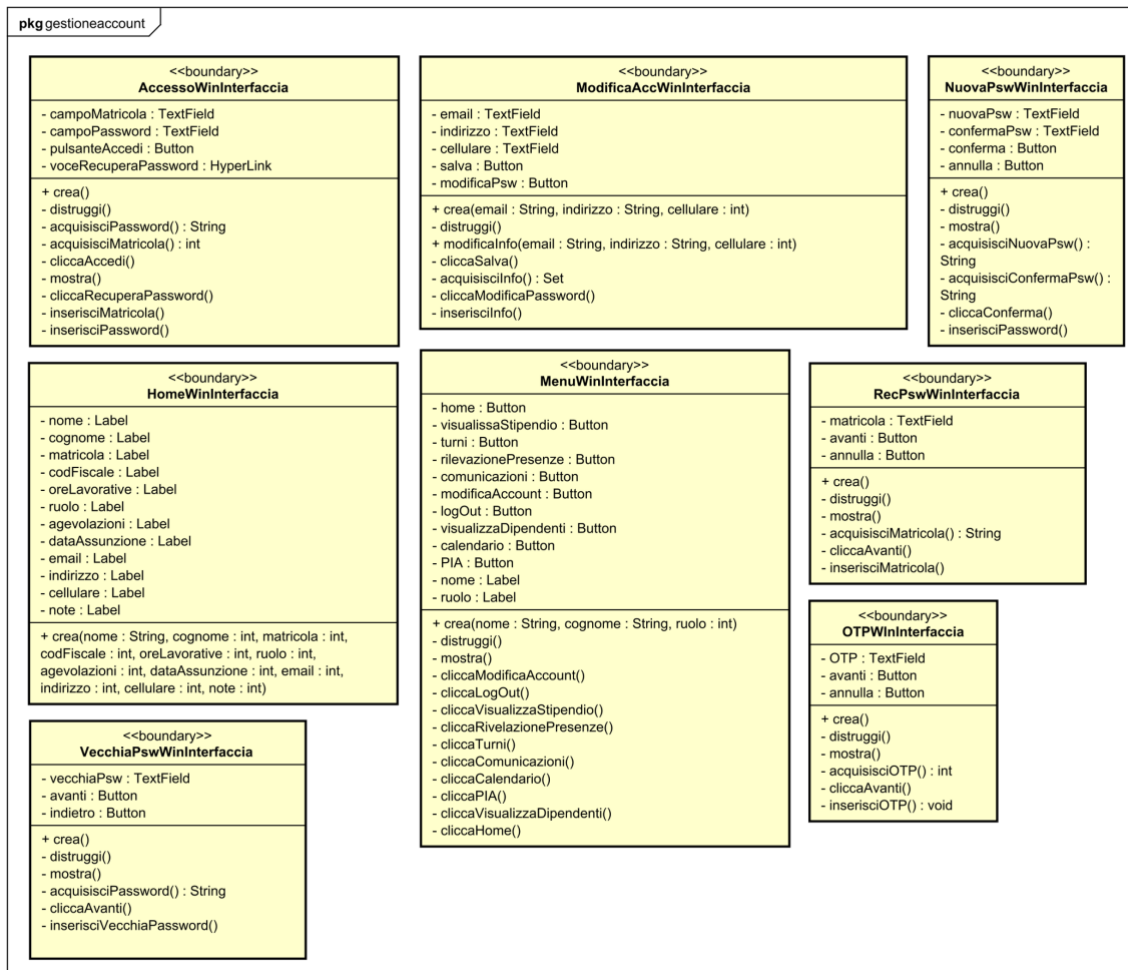 pkg gestioneaccount
<<boundary>>
AccessoWinInterfaccia
- campoMatricola : TextField
- campoPassword : TextField
- pulsanteAccedi : Button
- voceRecuperaPassword : HyperLink
+ crea()
- distruggi()
- acquisisciPassword() : String
- acquisisciMatricola() : int
- cliccaAccedi()
- mostra()
- cliccaRecuperaPassword()
- inserisciMatricola()
- inserisciPassword()
<<boundary>>
ModificaAccWinInterfaccia
- email : TextField
- indirizzo : TextField
- cellulare : TextField
- salva : Button
- modificaPsw : Button
+ crea(email : String, indirizzo : String, cellulare : int)
- distruggi()
+ modificaInfo(email : String, indirizzo : String, cellulare : int)
- cliccaSalva()
- acquisisciInfo() : Set
- cliccaModificaPassword()
- inserisciInfo()
<<boundary>>
NuovaPswWinInterfaccia
- nuovaPsw : TextField
- confermaPsw : TextField
- conferma : Button
- annulla : Button
+ crea()
- distruggi()
- mostra()
- acquisisciNuovaPsw() :
String
- acquisisciConfermaPsw() :
String
- cliccaConferma()
- inserisciPassword()
<<boundary>>
HomeWinInterfaccia
- nome : Label
- cognome : Label
- matricola : Label
- codFiscale : Label
- oreLavorative : Label
- ruolo : Label
- agevolazioni : Label
- dataAssunzione : Label
- email : Label
- indirizzo : Label
- cellulare : Label
- note : Label
+ crea(nome : String, cognome : int, matricola : int,
codFiscale : int, oreLavorative : int, ruolo : int,
agevolazioni : int, dataAssunzione : int, email : int,
indirizzo : int, cellulare : int, note : int)
<<boundary>>
MenuWinInterfaccia
- home : Button
- visualissaStipendio : Button
- turni : Button
- rilevazionePresenze : Button
- comunicazioni : Button
- modificaAccount : Button
- logOut : Button
- visualizzaDipendenti : Button
- calendario : Button
- PIA : Button
- nome : Label
- ruolo : Label
+ crea(nome : String, cognome : String, ruolo : int)
- distruggi()
- mostra()
- cliccaModificaAccount()
- cliccaLogOut()
- cliccaVisualizzaStipendio()
- cliccaRivelazionePresenze()
- cliccaTurni()
- cliccaComunicazioni()
- cliccaCalendario()
- cliccaPIA()
- cliccaVisualizzaDipendenti()
- cliccaHome()
<<boundary>>
RecPswWinInterfaccia
- matricola : TextField
- avanti : Button
- annulla : Button
+ crea()
- distruggi()
- mostra()
- acquisisciMatricola() : String
- cliccaAvanti()
- inserisciMatricola()
<<boundary>>
OTPWInInterfaccia
- OTP : TextField
- avanti : Button
- annulla : Button
+ crea()
- distruggi()
- mostra()
- acquisisciOTP() : int
- cliccaAvanti()
- inserisciOTP() : void
<<boundary>>
VecchiaPswWinInterfaccia
- vecchiaPsw : TextField
- avanti : Button
- indietro : Button
+ crea()
- distruggi()
- mostra()
- acquisisciPassword() : String
- cliccaAvanti()
- inserisciVecchiaPassword()